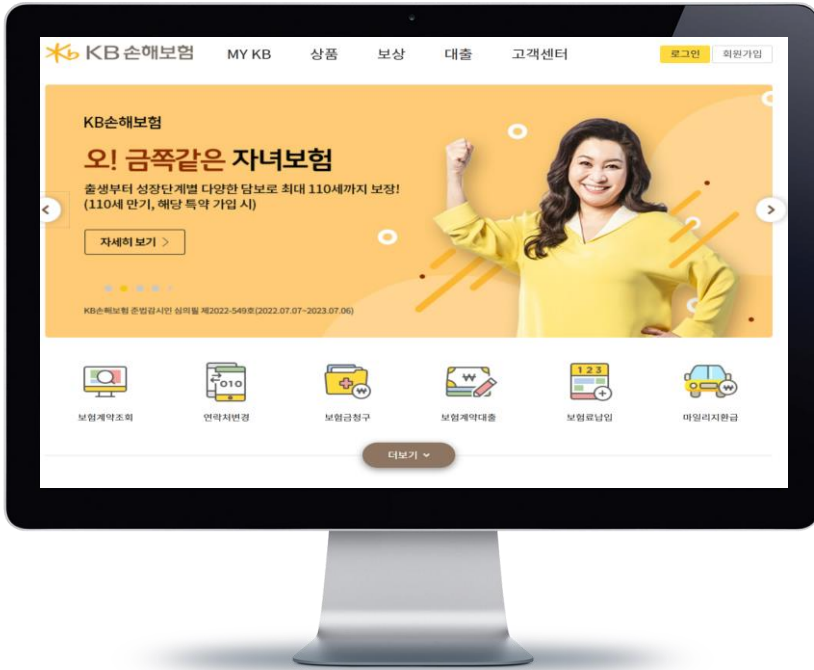 KB 손해보험
MY KB
상품
보상
대출
고객센터
로그인
회원가입
KB손해보험
오! 금쪽같은 자녀보험
출생부터 성장단계별 다양한 담보로 최대 110세까지 보장!
(110세 만기, 해당 특약 가입 시)
자세히 보기 >
KB손해보험 준법감시인 심의필 제2022-549호(2022.07.07~2023.07.06)
010
1 2 3
보험계약조회
연락처변경
보험금청구
보험계약대출
보험료납입
마일리지환급
더보기